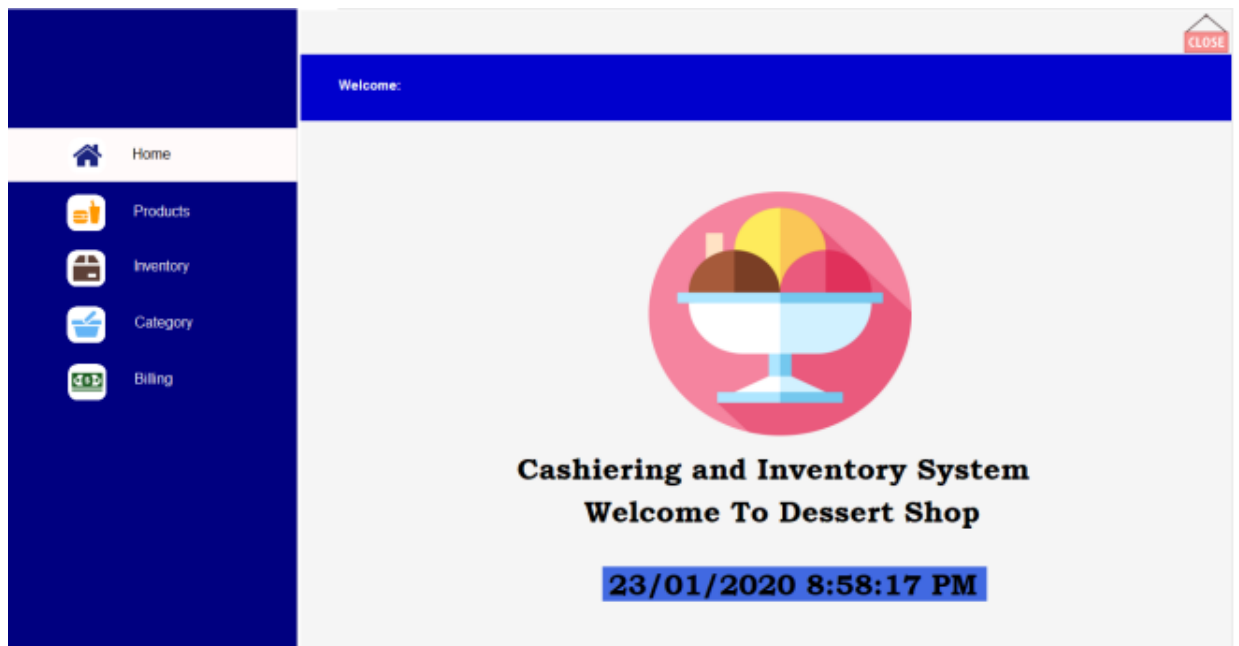 CLOSE
Welcome:
Home
Products
Inventory
Category
Billing
Cashiering and Inventory System
Welcome To Dessert Shop
23/01/2020 8:58:17 PM